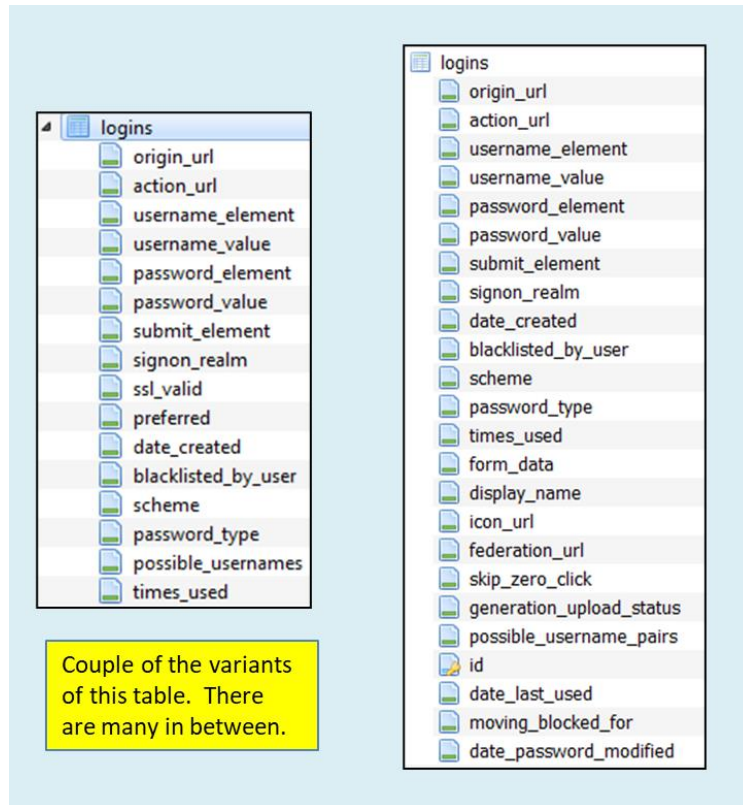 logins
origin_url
action_url
username_element
username_value
password_element
password_value
submit_element
signon_realm
ssl_valid
preferred
date_created
blacklisted_by_user
scheme
password_type
possible_usernames
times_used
Couple of the variants
of this table.  There
are many in between.
logins
origin_url
action_url
username_element
username_value
password_element
password_value
submit_element
signon_realm
date_created
blacklisted_by_user
scheme
password_type
times_used
form_data
display_name
icon_url
federation_url
skip_zero_click
generation_upload_status
possible_username_pairs
id
date_last_used
moving_blocked_for
date_password_modified